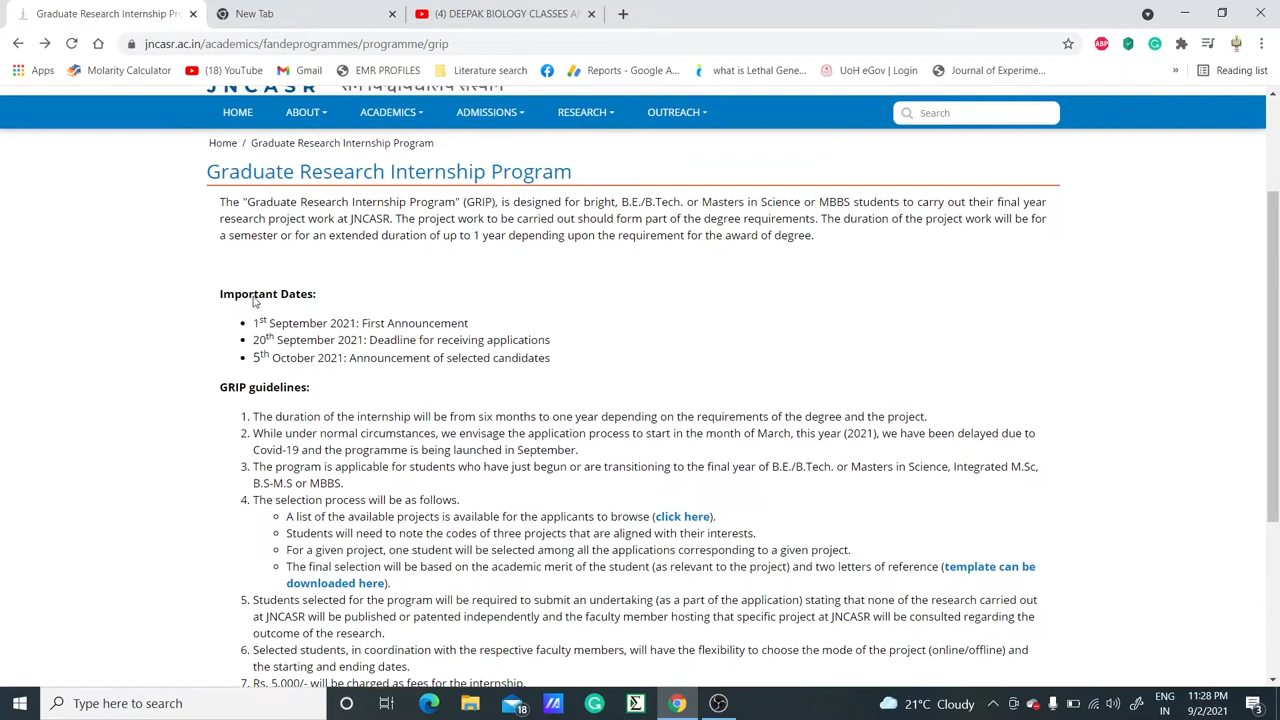 Graduate Research Internship Pr
New Tab
(4) DEEPAK BIOLOGY CLASSES A
jncasr.ac.in/academics/fandeprogrammes/programme/grip
ABP
Apps
Molarity Calculator
(18) YouTube
Gmail
EMR PROFILES
Literature search
Reports - Google A...
what is Lethal Gene...
UoH eGov | Login
Journal of Experime...
»
Reading list
HOME
ABOUT
ACADEMICS
ADMISSIONS
RESEARCH
OUTREACH
Search
Home / Graduate Research Internship Program
Graduate Research Internship Program
The "Graduate Research Internship Program" (GRIP), is designed for bright, B.E./B.Tech. or Masters in Science or MBBS students to carry out their final year
research project work at JNCASR. The project work to be carried out should form part of the degree requirements. The duration of the project work will be for
a semester or for an extended duration of up to 1 year depending upon the requirement for the award of degree.
Important Dates:
• 1st September 2021: First Announcement
• 20th September 2021: Deadline for receiving applications
• 5th October 2021: Announcement of selected candidates
GRIP guidelines:
1. The duration of the internship will be from six months to one year depending on the requirements of the degree and the project.
2. While under normal circumstances, we envisage the application process to start in the month of March, this year (2021), we have been delayed due to
Covid-19 and the programme is being launched in September.
3. The program is applicable for students who have just begun or are transitioning to the final year of B.E./B.Tech. or Masters in Science, Integrated M.Sc,
B.S-M.S or MBBS.
4. The selection process will be as follows.
○ A list of the available projects is available for the applicants to browse (click here).
○ Students will need to note the codes of three projects that are aligned with their interests.
○ For a given project, one student will be selected among all the applications corresponding to a given project.
○ The final selection will be based on the academic merit of the student (as relevant to the project) and two letters of reference (template can be
downloaded here).
5. Students selected for the program will be required to submit an undertaking (as a part of the application) stating that none of the research carried out
at JNCASR will be published or patented independently and the faculty member hosting that specific project at JNCASR will be consulted regarding the
outcome of the research.
6. Selected students, in coordination with the respective faculty members, will have the flexibility to choose the mode of the project (online/offline) and
the starting and ending dates.
7. Rs. 5,000/- will be charged as fees for the internship.
Type here to search
18
21°C Cloudy
ENG
IN
11:28 PM
9/2/2021
3